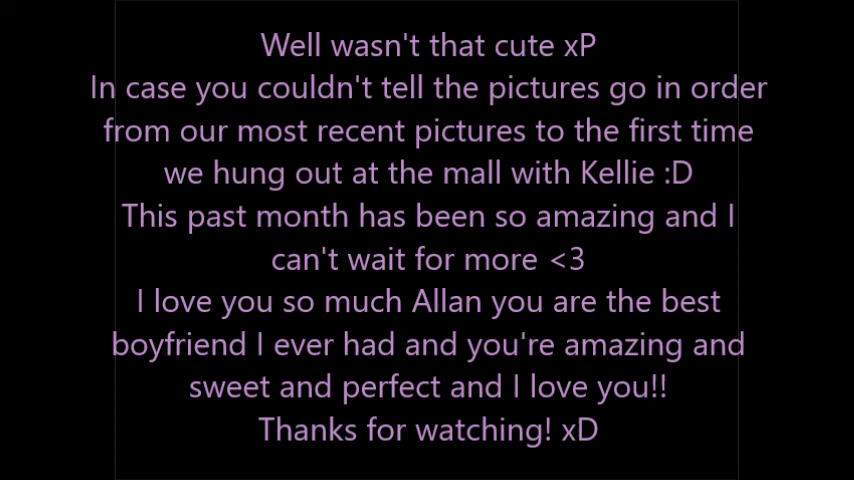 Well wasn't that cute xP
In case you couldn't tell the pictures go in order
from our most recent pictures to the first time
we hung out at the mall with Kellie :D
This past month has been so amazing and I
can't wait for more <3
I love you so much Allan you are the best
boyfriend I ever had and you're amazing and
sweet and perfect and I love you!!
Thanks for watching! xD